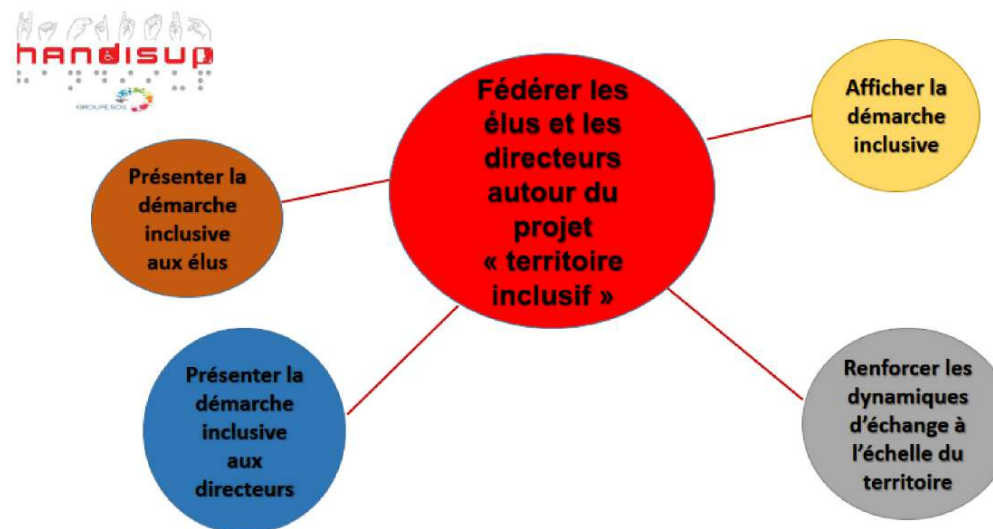 handisup
GROUPE SOS
Fédérer les
élus et les
directeurs
autour du
projet
« territoire
inclusif »
Afficher la
démarche
inclusive
Présenter la
démarche
inclusive
aux élus
Présenter la
démarche
inclusive
aux
directeurs
Renforcer les
dynamiques
d’échange à
l’échelle du
territoire